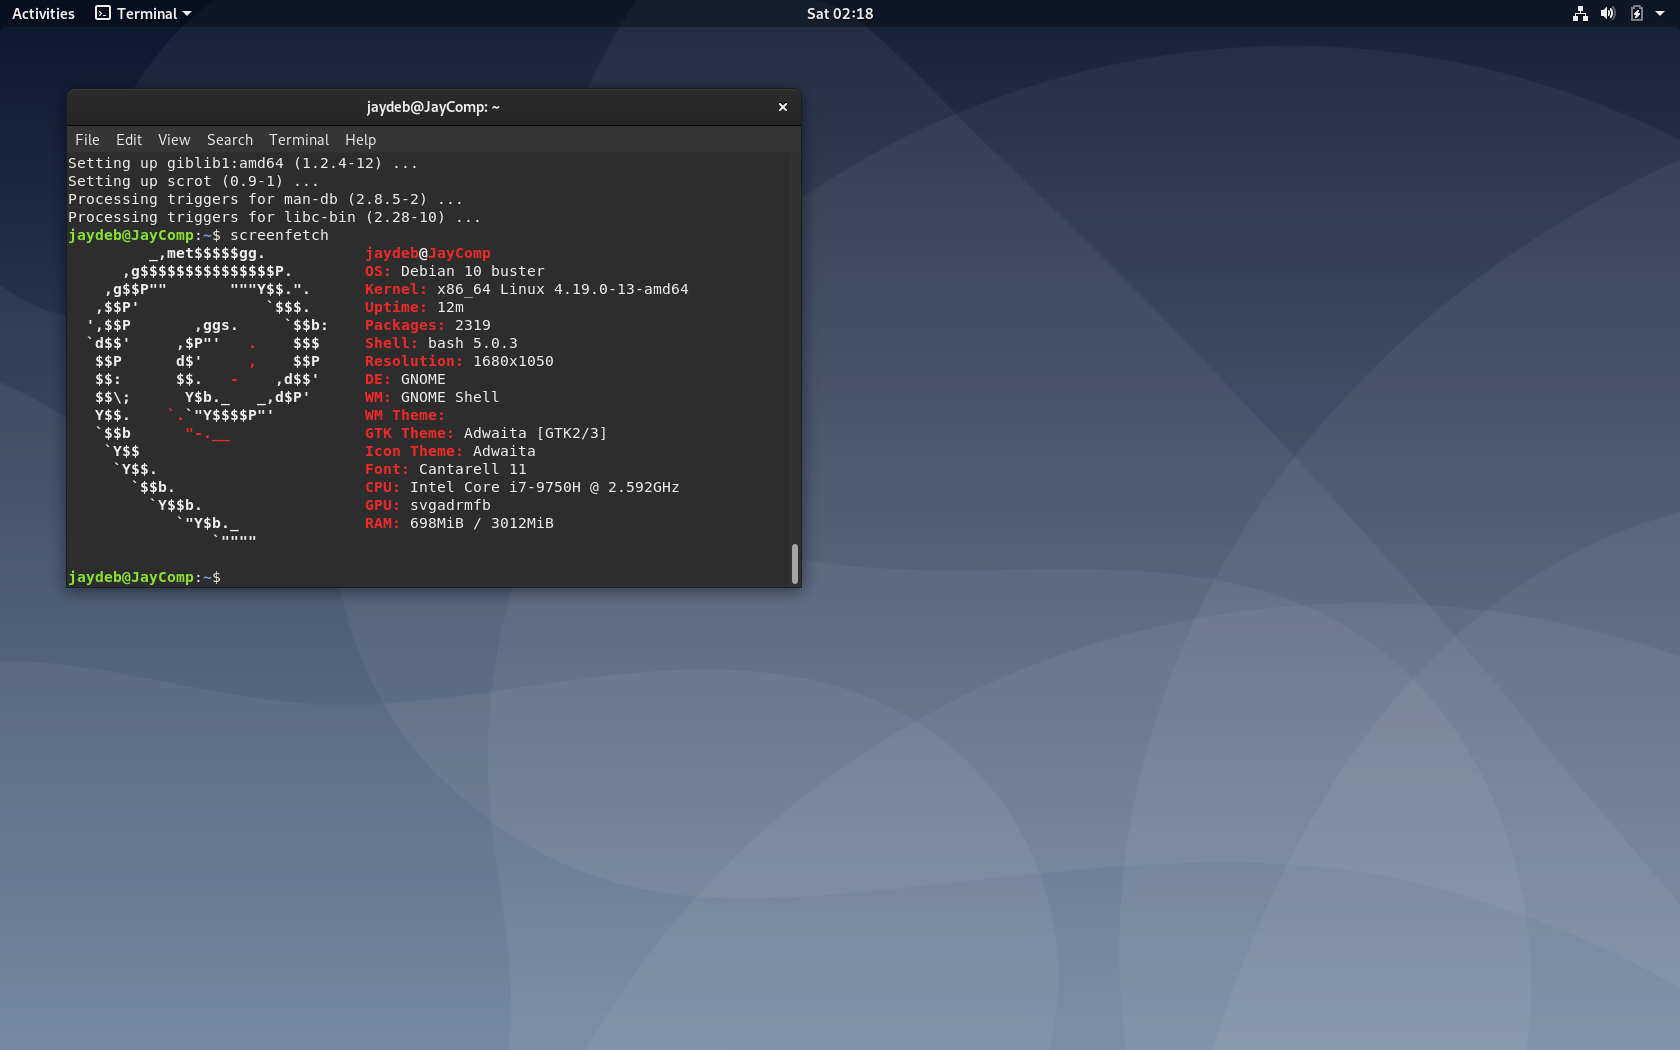 Activities Terminal Sat 02:18
jaydeb@JayComp: ~
File Edit View Search Terminal Help
Setting up giblib1:amd64 (1.2.4-12) ...
Setting up scrot (0.9-1) ...
Processing triggers for man-db (2.8.5-2) ...
Processing triggers for libc-bin (2.28-10) ...
jaydeb@JayComp:~$ screenfetch
         _,met$$$$$gg.           jaydeb@JayComp
      ,g$$$$$$$$$$$$$$$P.        OS: Debian 10 buster
    ,g$$P""       """Y$$.".      Kernel: x86_64 Linux 4.19.0-13-amd64
   ,$$P'              `$$$.      Uptime: 12m
  ',$$P       ,ggs.     `$$b:    Packages: 2319
  `d$$'     ,$P"'   .    $$$     Shell: bash 5.0.3
   $$P      d$'     ,    $$P     Resolution: 1680x1050
   $$:      $$.   -    ,d$$'     DE: GNOME
   $$\;      Y$b._   _,d$P'      WM: GNOME Shell
   Y$$.    `.`"Y$$$$P"'          WM Theme:
   `$$b      "-.__               GTK Theme: Adwaita [GTK2/3]
    `Y$$                         Icon Theme: Adwaita
     `Y$$.                       Font: Cantarell 11
       `$$b.                     CPU: Intel Core i7-9750H @ 2.592GHz
         `Y$$b.                  GPU: svgadrmfb
            `"Y$b._              RAM: 698MiB / 3012MiB
                `""""
jaydeb@JayComp:~$